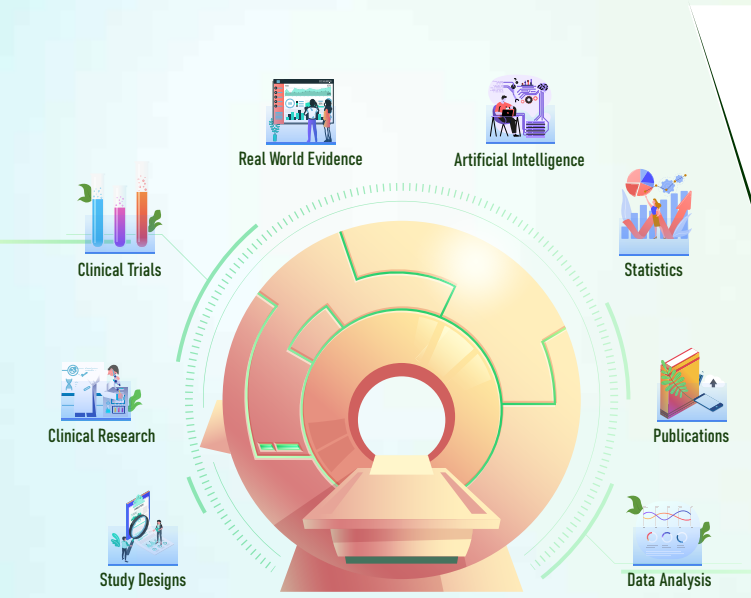 Real World Evidence
Artificial Intelligence
Clinical Trials
Statistics
Clinical Research
Publications
Study Designs
Data Analysis